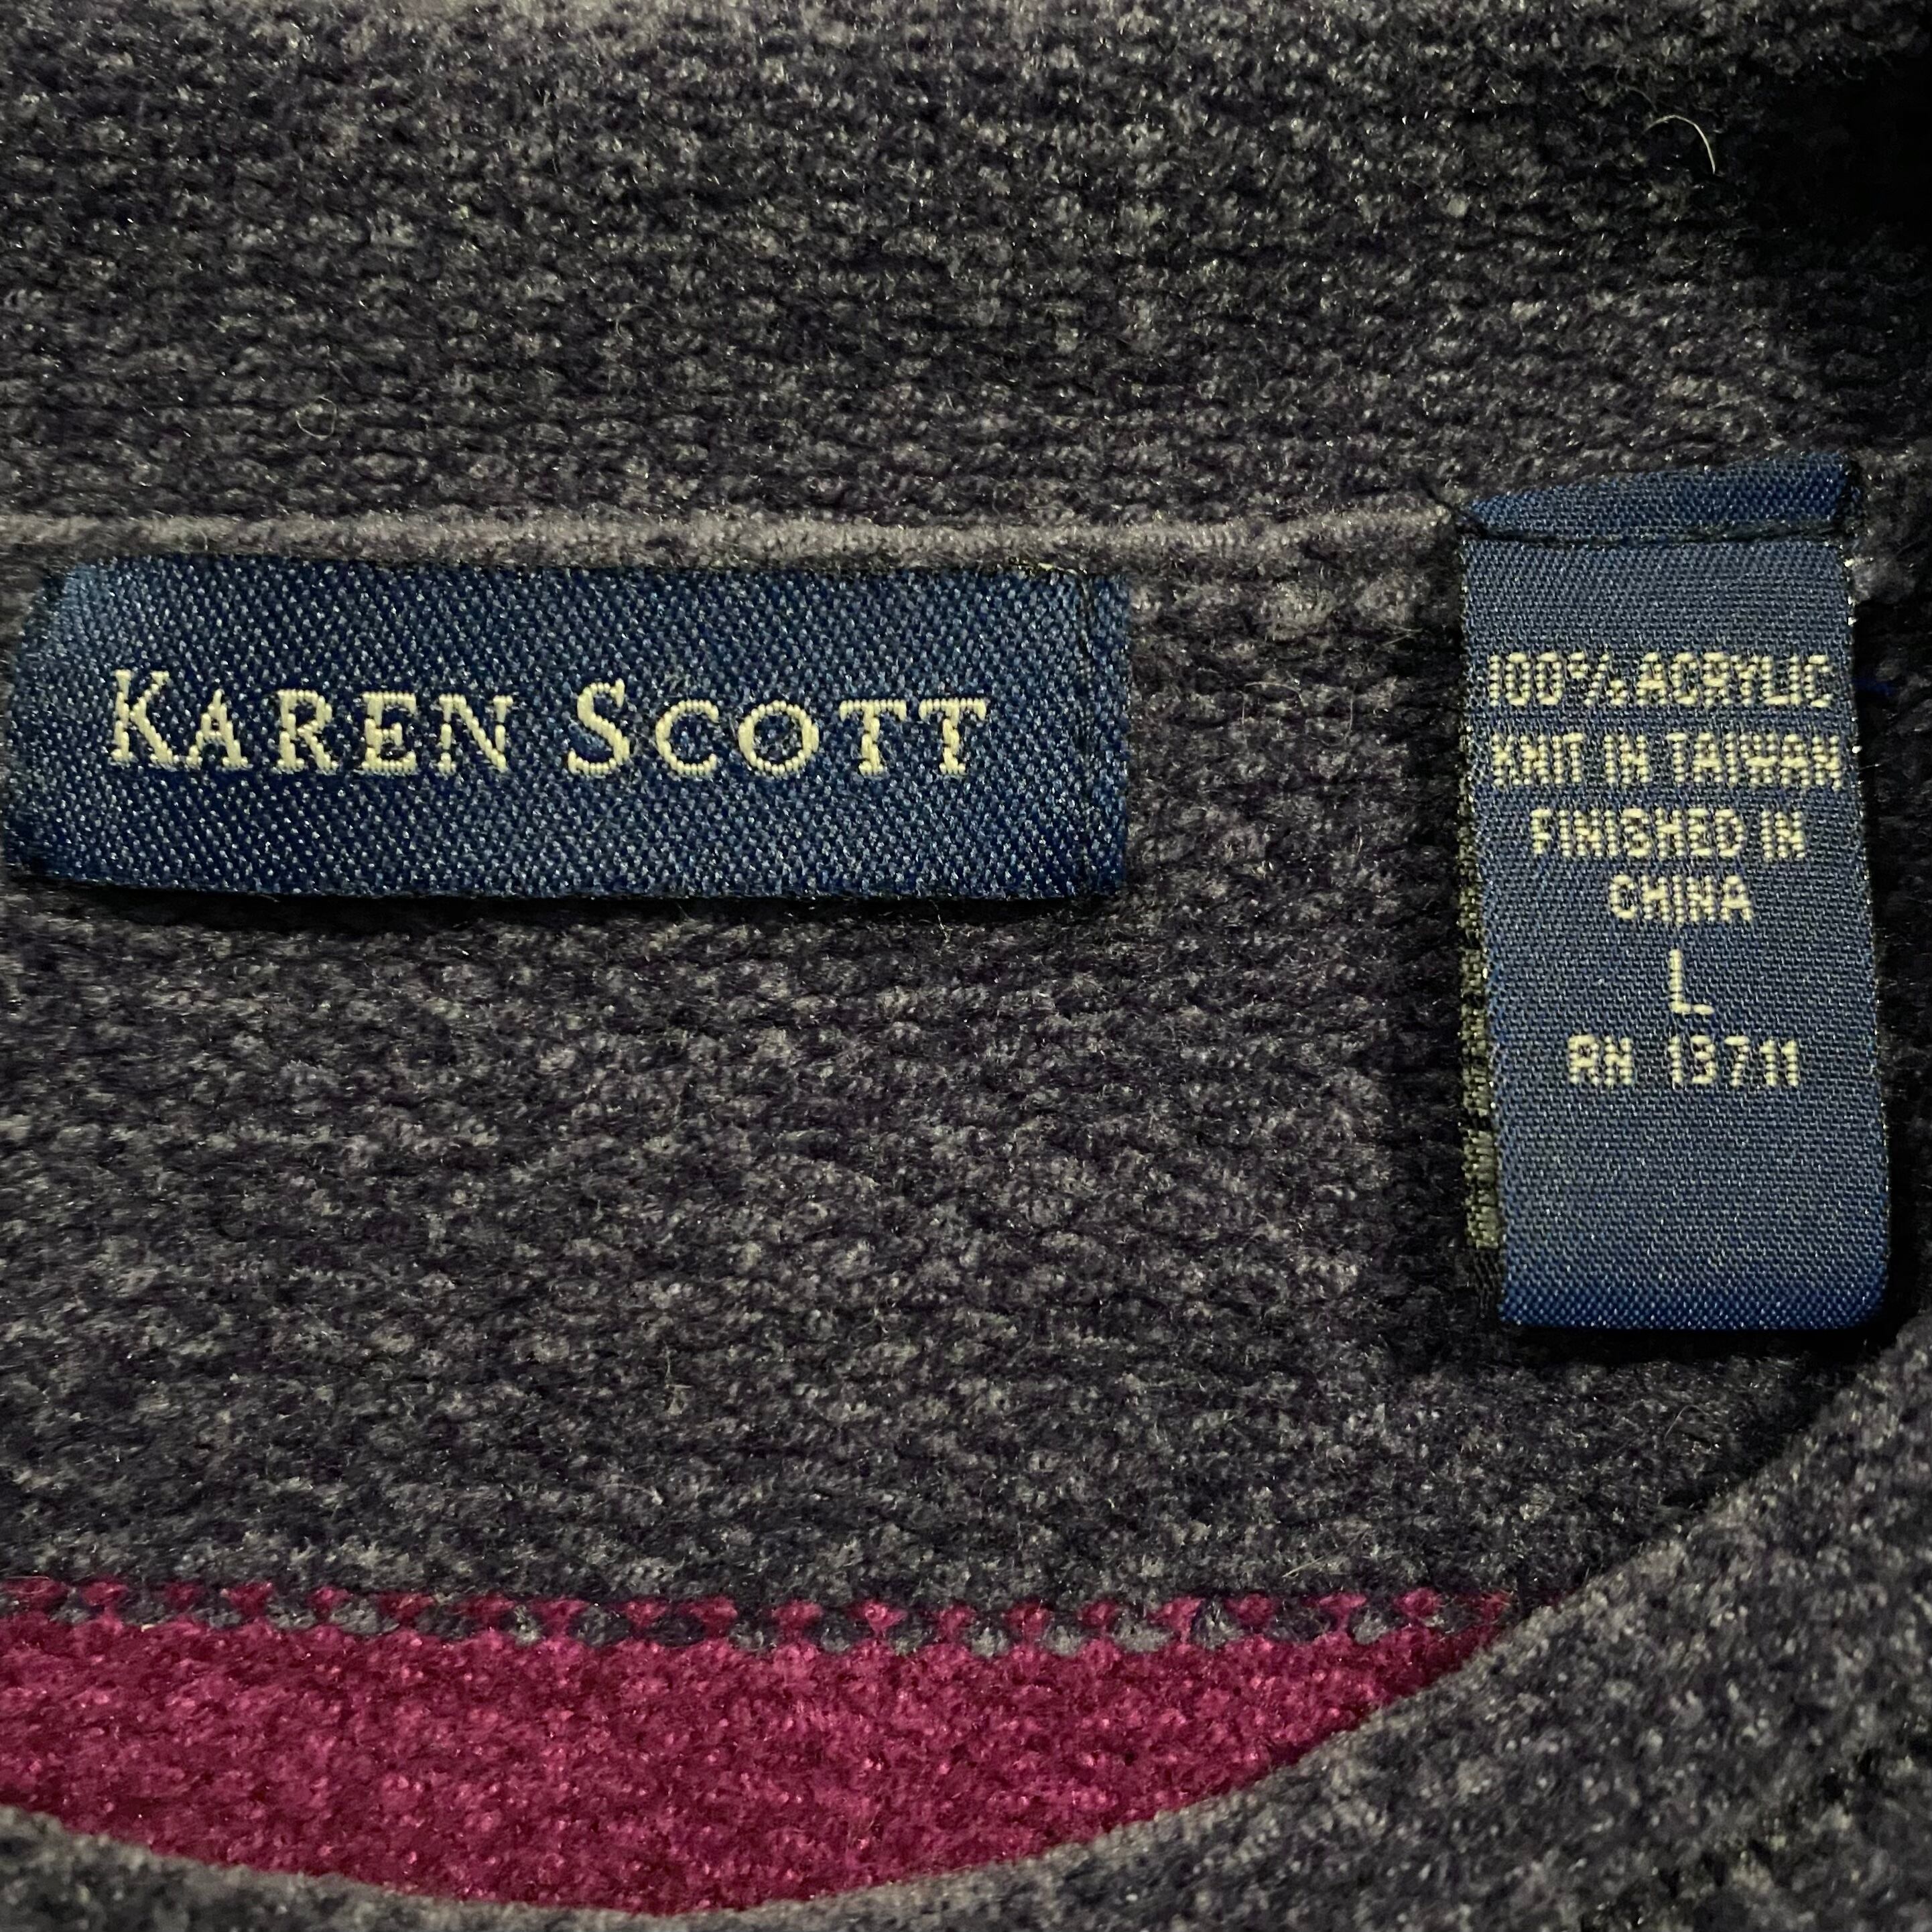 KAREN SCOTT
100% ACRYLIC
KNIT IN TAIWAN
FINISHED IN
CHINA
L
RN 13711